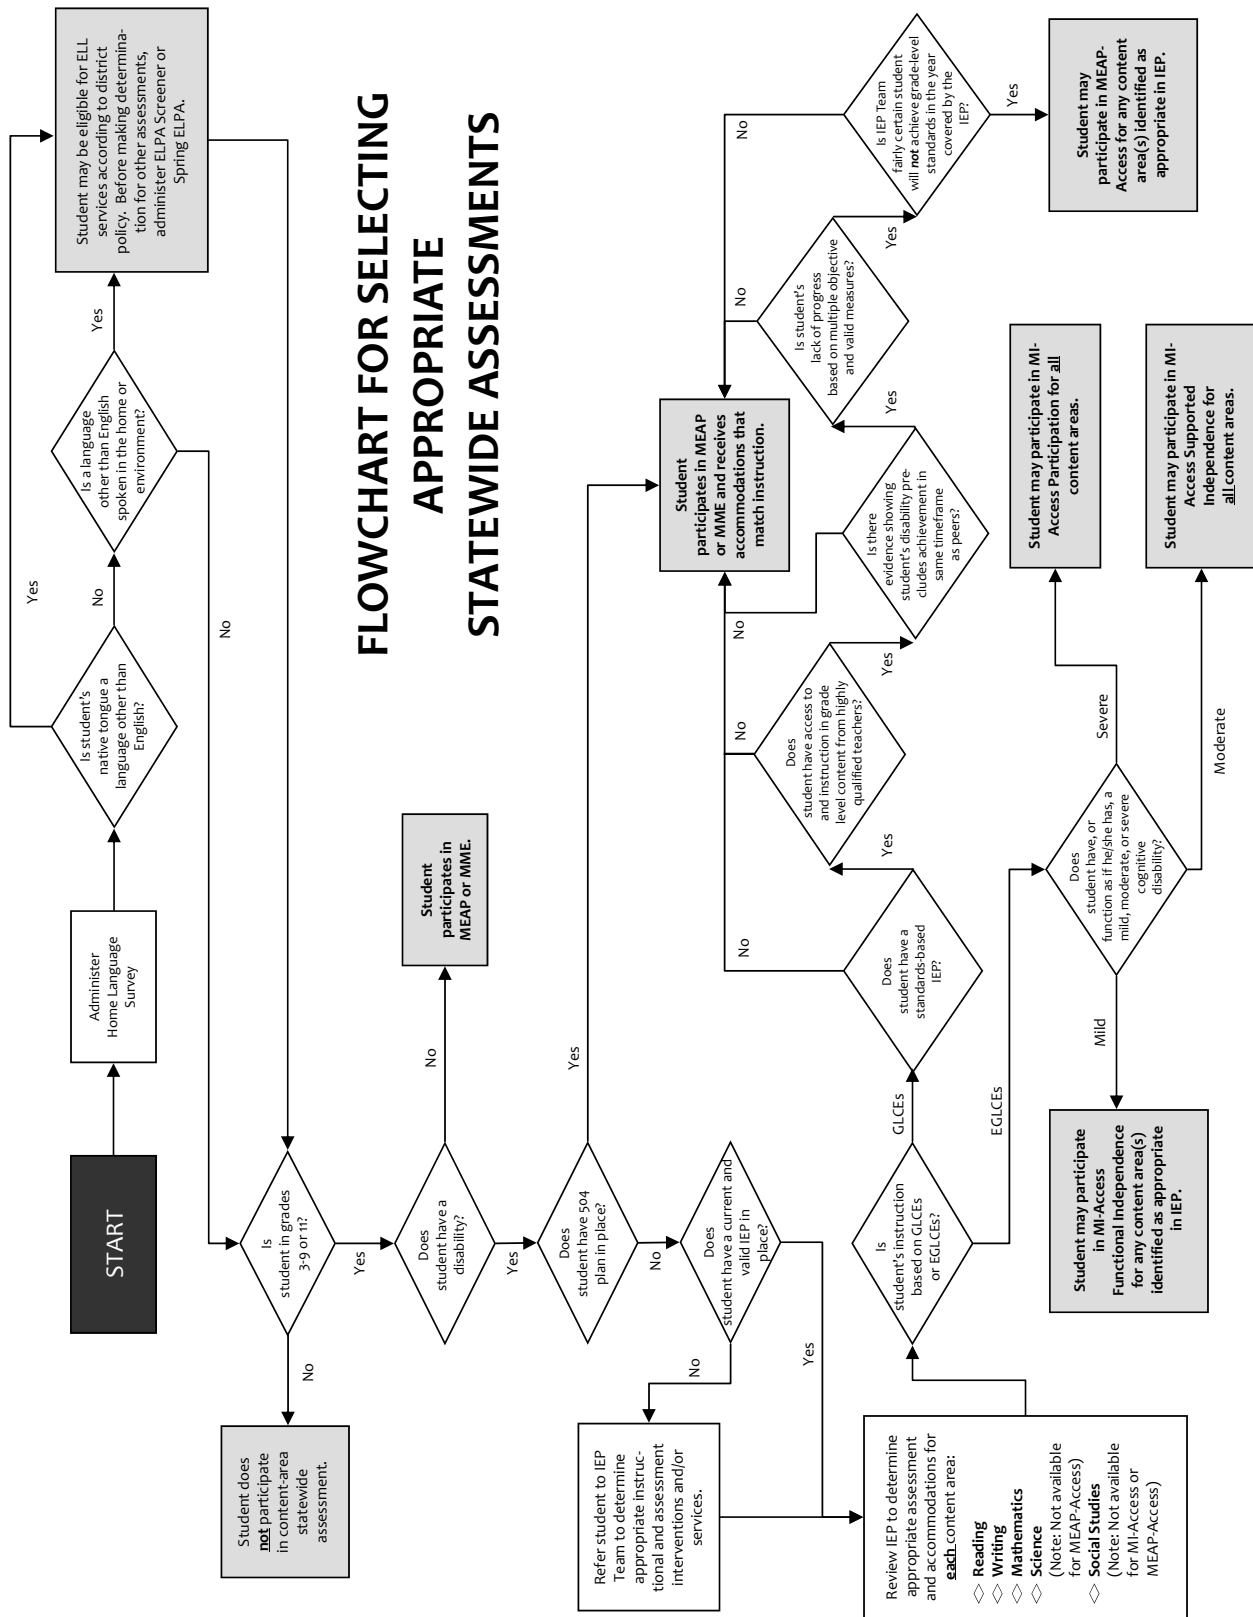 FLOWCHART FOR SELECTING
APPROPRIATE
STATEWIDE ASSESSMENTS
START
Administer
Home Language
Survey
Is student's
native tongue a
language other than
English?
Yes
No
Is a language
other than English
spoken in the home or
environment?
Yes
No
Student may be eligible for ELL
services according to district
policy. Before making determina-
tion for other assessments,
administer ELPA Screener or
Spring ELPA.
Is
student in grades
3-9 or 11?
No
Student does
not participate
in content-area
statewide
assessment.
Yes
Does
student have a
disability?
No
Student
participates in
MEAP or MME.
Yes
Does
student have 504
plan in place?
Yes
No
Does
student have a current and
valid IEP in
place?
No
Yes
Refer student to IEP
Team to determine
appropriate instruc-
tional and assessment
interventions and/or
services.
Review IEP to determine
appropriate assessment
and accommodations for
each content area:
◇ Reading
◇ Writing
◇ Mathematics
◇ Science
(Note: Not available
for MEAP-Access)
◇ Social Studies
(Note: Not available
for MI-Access or
MEAP-Access)
Is
student's instruction
based on GLCEs
or EGLCEs?
GLCEs
EGLCEs
Does
student have a
standards-based
IEP?
No
Yes
Does
student have access to
and instruction in grade
level content from highly
qualified teachers?
No
Yes
Is there
evidence showing
student's disability pre-
cludes achievement in
same timeframe
as peers?
No
Yes
Is student's
lack of progress
based on multiple objective
and valid measures?
No
Yes
Is IEP Team
fairly certain student
will not achieve grade-level
standards in the year
covered by the
IEP?
No
Yes
Student
participates in MEAP
or MME and receives
accommodations that
match instruction.
Student may
participate in MEAP-
Access for any content
area(s) identified as
appropriate in IEP.
Does
student have, or
function as if he/she has, a
mild, moderate, or severe
cognitive
disability?
Mild
Severe
Moderate
Student may participate
in MI-Access
Functional Independence
for any content area(s)
identified as appropriate
in IEP.
Student may participate in MI-
Access Participation for all
content areas.
Student may participate in MI-
Access Supported
Independence for
all content areas.